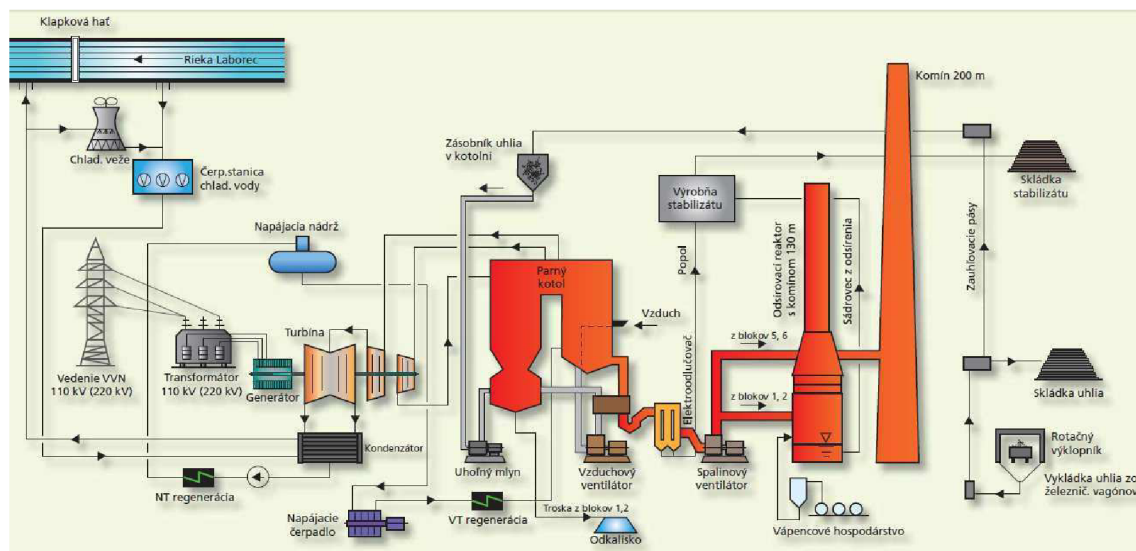 Klapková hať
Rieka Laborec
Komín 200 m
Chlad. veže
Čerp.stanica
chlad. vody
Zásobník uhlia
v kotolni
Výrobňa
stabilizátu
Skládka
stabilizátu
Napájacia nádrž
Parný
kotol
Popol
Odsírovací reaktor
s komínom 130 m
Sádrovec z odsírenia
Zauhľovacie pásy
Vzduch
Turbína
z blokov 5, 6
Elektroodlučovač
Vedenie VVN
110 kV (220 kV)
Transformátor
110 kV (220 kV)
Generátor
z blokov 1, 2
Skládka uhlia
Kondenzátor
Rotačný
výklopník
Uhoľný mlyn
Vzduchový
ventilátor
Spalinový
ventilátor
Vykládka uhlia zo
železnič. vagónov
NT regenerácia
Napájacie
čerpadlo
VT regenerácia
Troska z blokov 1,2
Odkalisko
Vápencové hospodárstvo